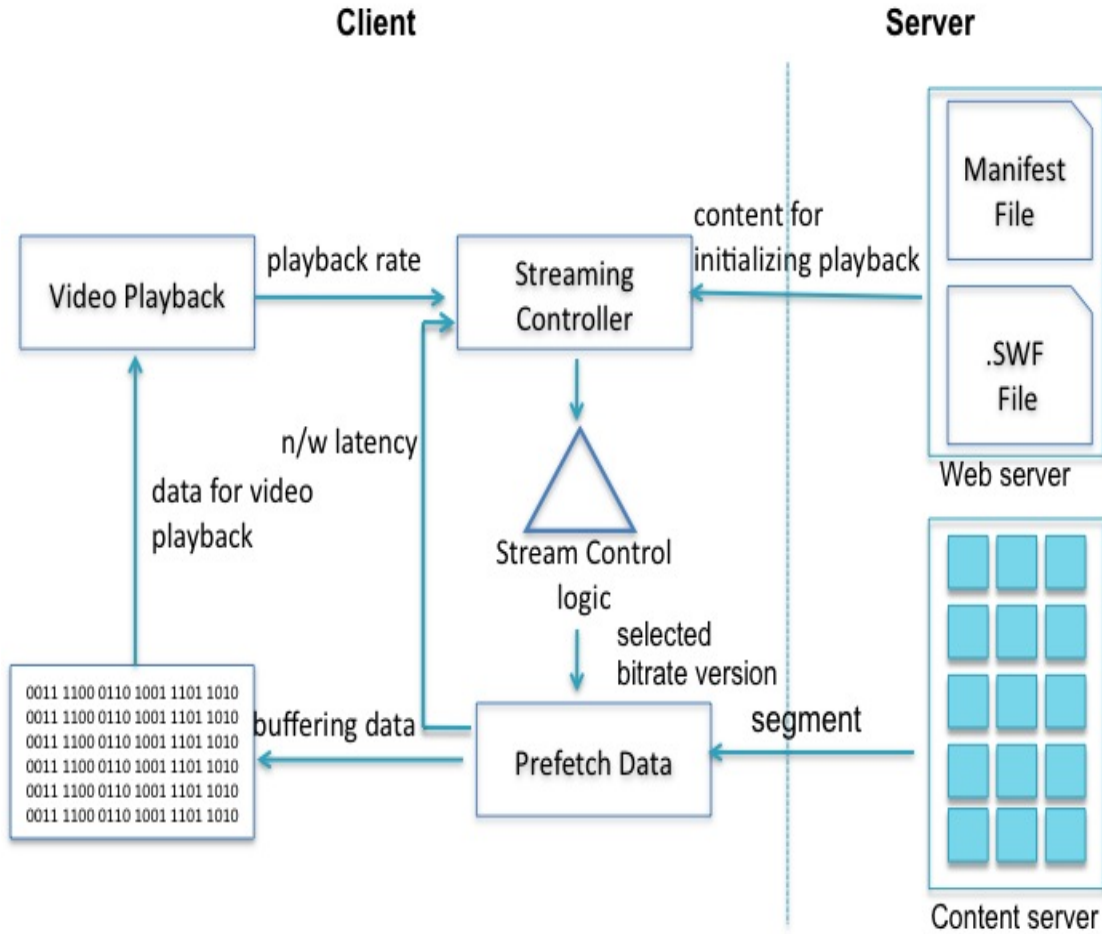 Client
Server
Manifest
File
content for
initializing playback
playback rate
Streaming
Controller
Video Playback
.SWF
File
n/w latency
Web server
data for video
playback
Stream Control
logic
selected
bitrate version
0011 1100 0110 1001 1101 1010
0011 1100 0110 1001 1101 1010
0011 1100 0110 1001 1101 1010
0011 1100 0110 1001 1101 1010
0011 1100 0110 1001 1101 1010
0011 1100 0110 1001 1101 1010
buffering data
segment
Prefetch Data
Content server